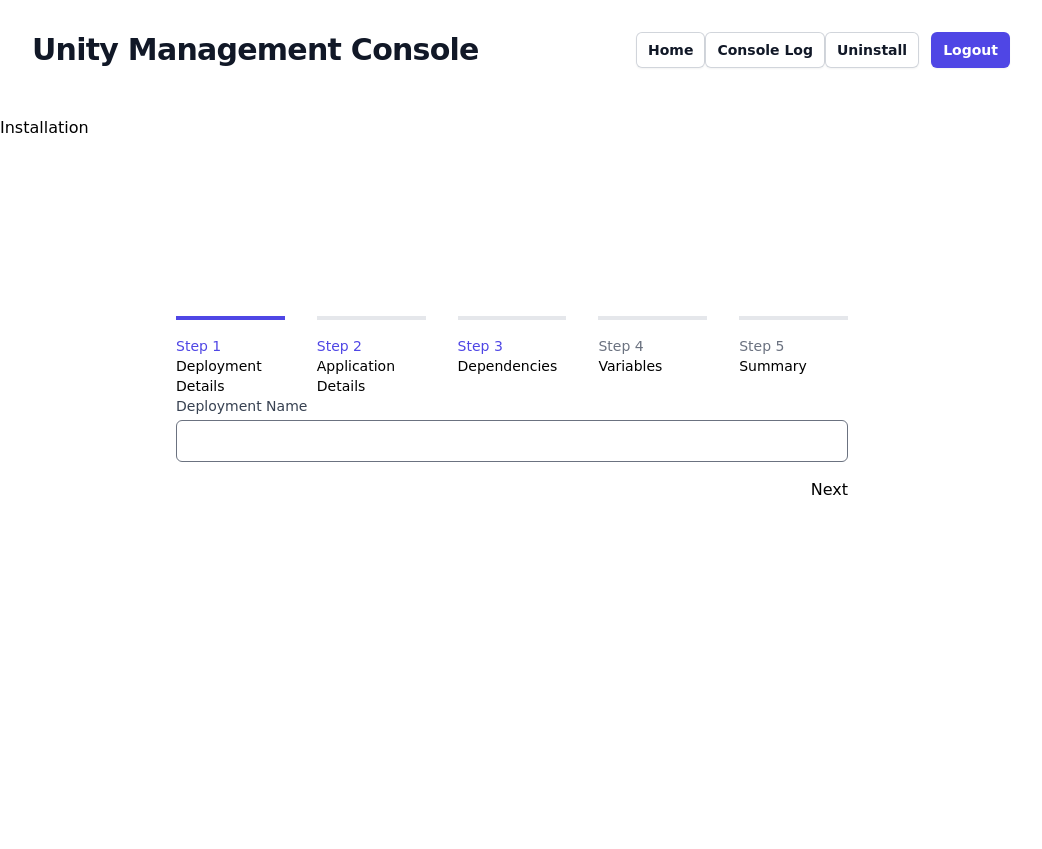 Unity Management Console
Home Console Log Uninstall Logout
Installation
Step 1 Step 2 Step 3 Step 4 Step 5
Deployment Application Dependencies Variables Summary
Details Details
Deployment Name
Next